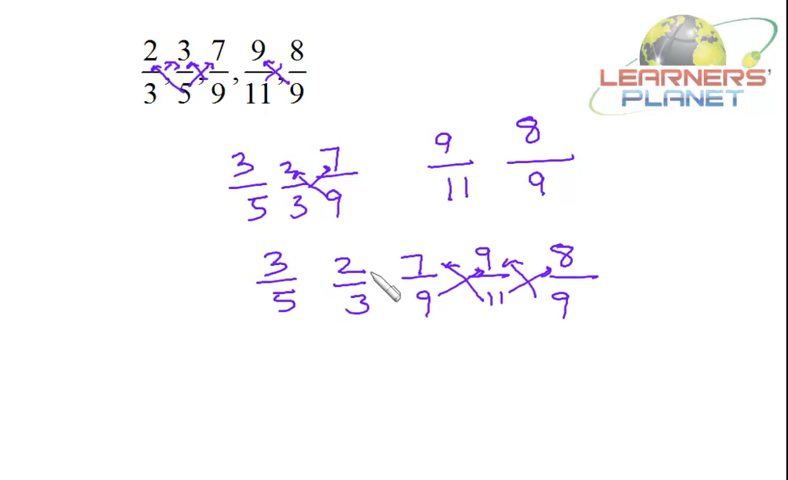 2/3, 3/5, 7/9, 9/11, 8/9
LEARNERS'
PLANET
3/5 2/3 7/9 9/11 8/9
3/5 2/3 7/9 9/11 8/9